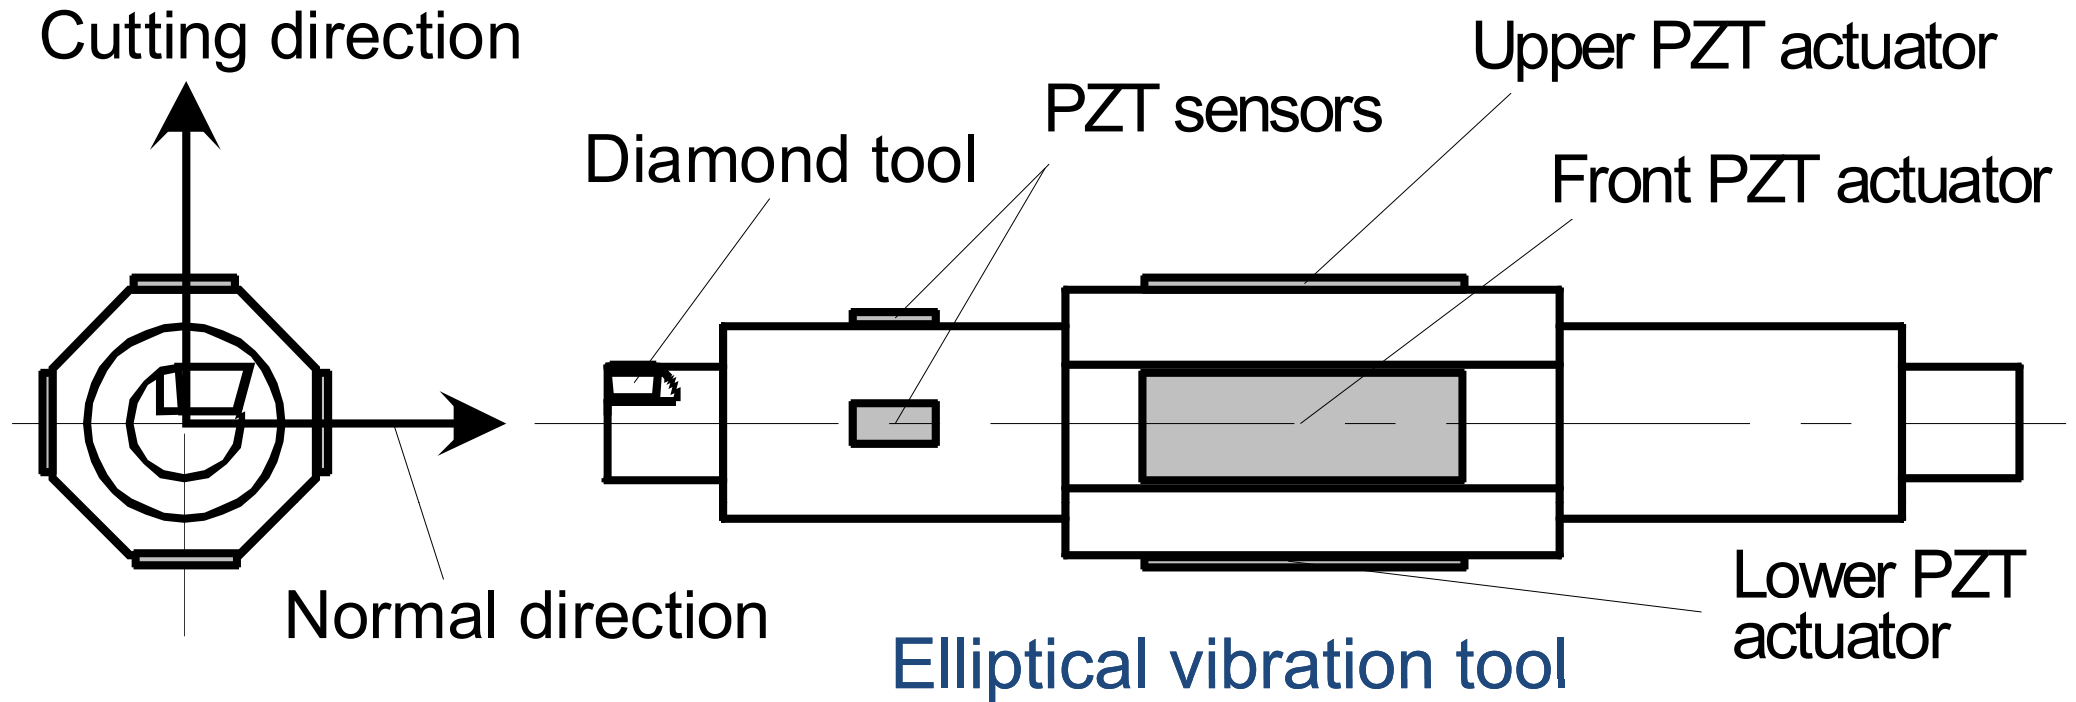 Cutting direction
Upper PZT actuator
PZT sensors
Diamond tool
Front PZT actuator
Normal direction
Lower PZT
actuator
Elliptical vibration tool